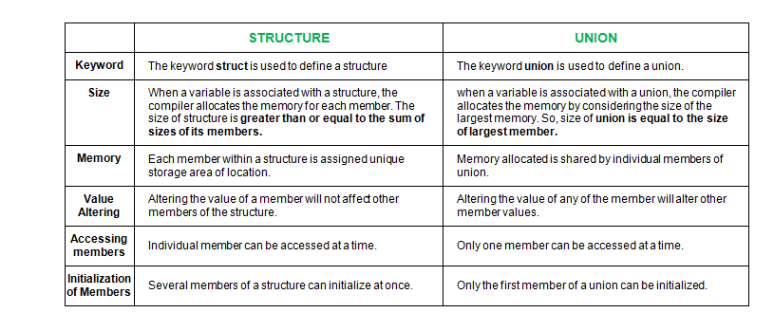 STRUCTURE UNION
Keyword The keyword struct is used to define a structure The keyword union is used to define a union.
Size When a variable is associated with a structure, the when a variable is associated with a union, the compiler
compiler allocates the memory for each member. The allocates the memory by considering the size of the
size of structure is greater than or equal to the sum of largest memory. So, size of union is equal to the size
sizes of its members. of largest member.
Memory Each member within a structure is assigned unique Memory allocated is shared by individual members of
storage area of location. union.
Value Altering the value of a member will not affect other Altering the value of any of the member will alter other
Altering members of the structure. member values.
Accessing
members Individual member can be accessed at a time. Only one member can be accessed at a time.
Initialization
of Members Several members of a structure can initialize at once. Only the first member of a union can be initialized.